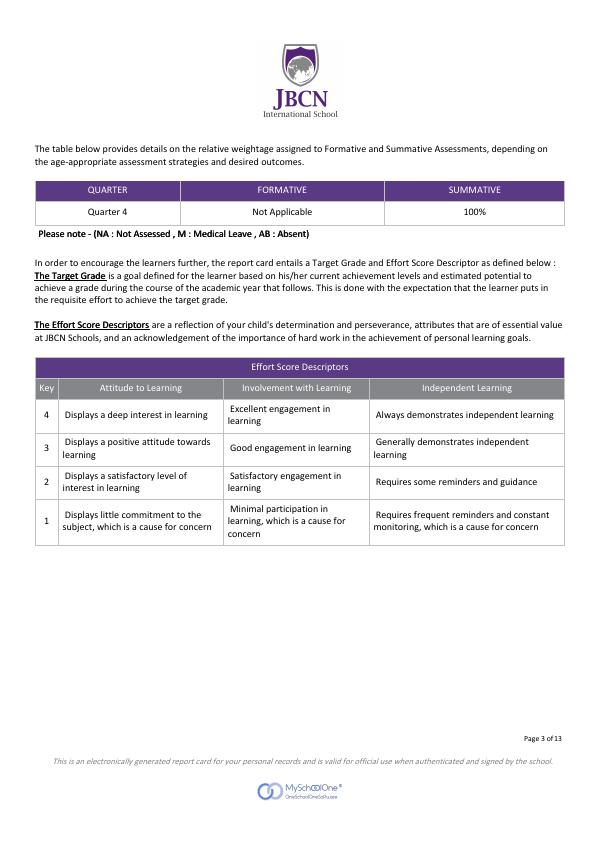 JBCN
International School
The table below provides details on the relative weightage assigned to Formative and Summative Assessments, depending on
the age-appropriate assessment strategies and desired outcomes.
QUARTER FORMATIVE SUMMATIVE
Quarter 4 Not Applicable 100%
Please note - (NA : Not Assessed , M : Medical Leave , AB : Absent)
In order to encourage the learners further, the report card entails a Target Grade and Effort Score Descriptor as defined below :
The Target Grade is a goal defined for the learner based on his/her current achievement levels and estimated potential to
achieve a grade during the course of the academic year that follows. This is done with the expectation that the learner puts in
the requisite effort to achieve the target grade.
The Effort Score Descriptors are a reflection of your child's determination and perseverance, attributes that are of essential value
at JBCN Schools, and an acknowledgement of the importance of hard work in the achievement of personal learning goals.
Effort Score Descriptors
Key Attitude to Learning Involvement with Learning Independent Learning
4 Displays a deep interest in learning Excellent engagement in
learning Always demonstrates independent learning
3 Displays a positive attitude towards
learning Good engagement in learning Generally demonstrates independent
learning
2 Displays a satisfactory level of
interest in learning Satisfactory engagement in
learning Requires some reminders and guidance
1 Displays little commitment to the
subject, which is a cause for concern Minimal participation in
learning, which is a cause for
concern Requires frequent reminders and constant
monitoring, which is a cause for concern
Page 3 of 13
This is an electronically generated report card for your personal records and is valid for official use when authenticated and signed by the school.
MySchoolOne®
OneSchoolOneSoftware